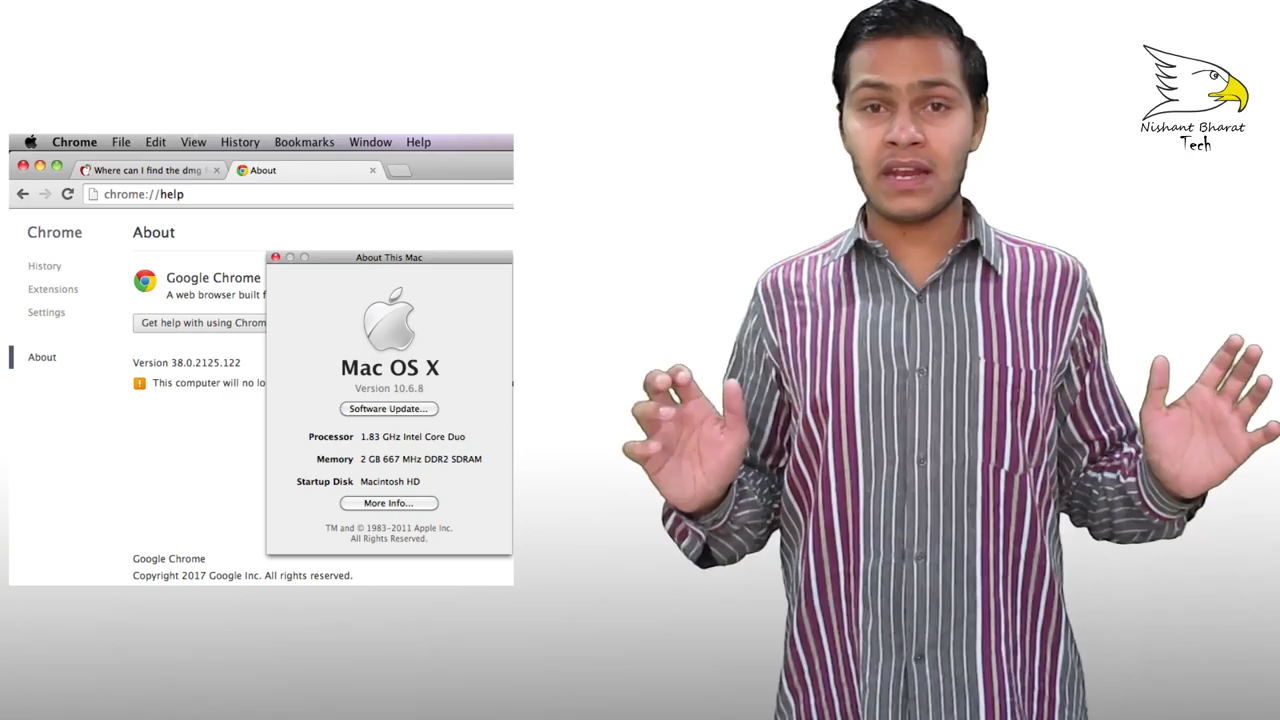 Chrome File Edit View History Bookmarks Window Help
Where can I find the dmg
About
chrome://help
Chrome
About
History
Extensions
Settings
About
Google Chrome
A web browser built f
Get help with using Chrom
Version 38.0.2125.122
This computer will no lo
Google Chrome
Copyright 2017 Google Inc. All rights reserved.
About This Mac
Mac OS X
Version 10.6.8
Software Update...
Processor 1.83 GHz Intel Core Duo
Memory 2 GB 667 MHz DDR2 SDRAM
Startup Disk Macintosh HD
More Info...
TM and © 1983-2011 Apple Inc.
All Rights Reserved.
Nishant Bharat
Tech